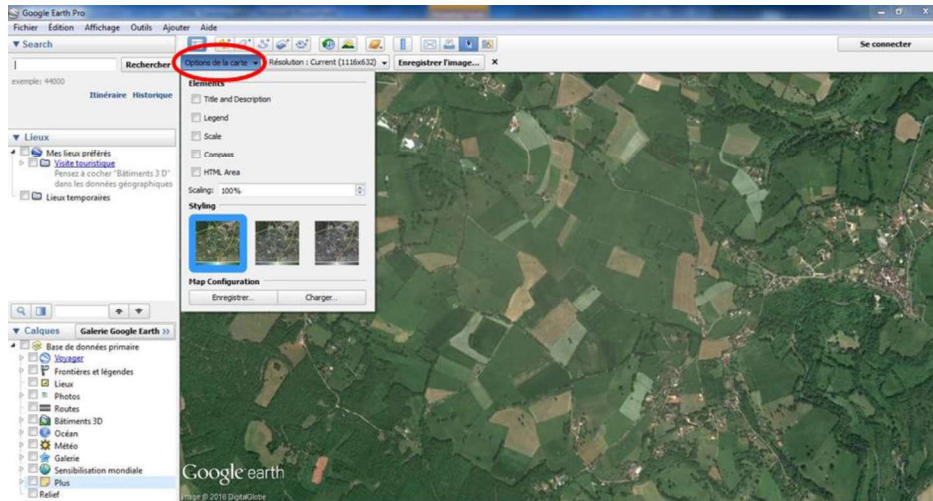 Google Earth Pro
Fichier Édition Affichage Outils Ajouter Aide
▼ Search
Rechercher
exemple: 44000
Itinéraire Historique
▼ Lieux
Mes lieux préférés
Visite touristique
Pensez à cocher "Bâtiments 3 D"
dans les données géographiques
Lieux temporaires
▼ Calques
Galerie Google Earth >>
Base de données primaire
Voyager
Frontières et légendes
Lieux
Photos
Routes
Bâtiments 3D
Océan
Météo
Galerie
Sensibilisation mondiale
Plus
Relief
Se connecter
Options de la carte
Résolution : Current (1116x632)
Enregistrer l'image...
Elements
Title and Description
Legend
Scale
Compass
HTML Area
Scaling: 100%
Styling
Map Configuration
Enregistrer...
Charger...
Google earth
Image © 2018 DigitalGlobe